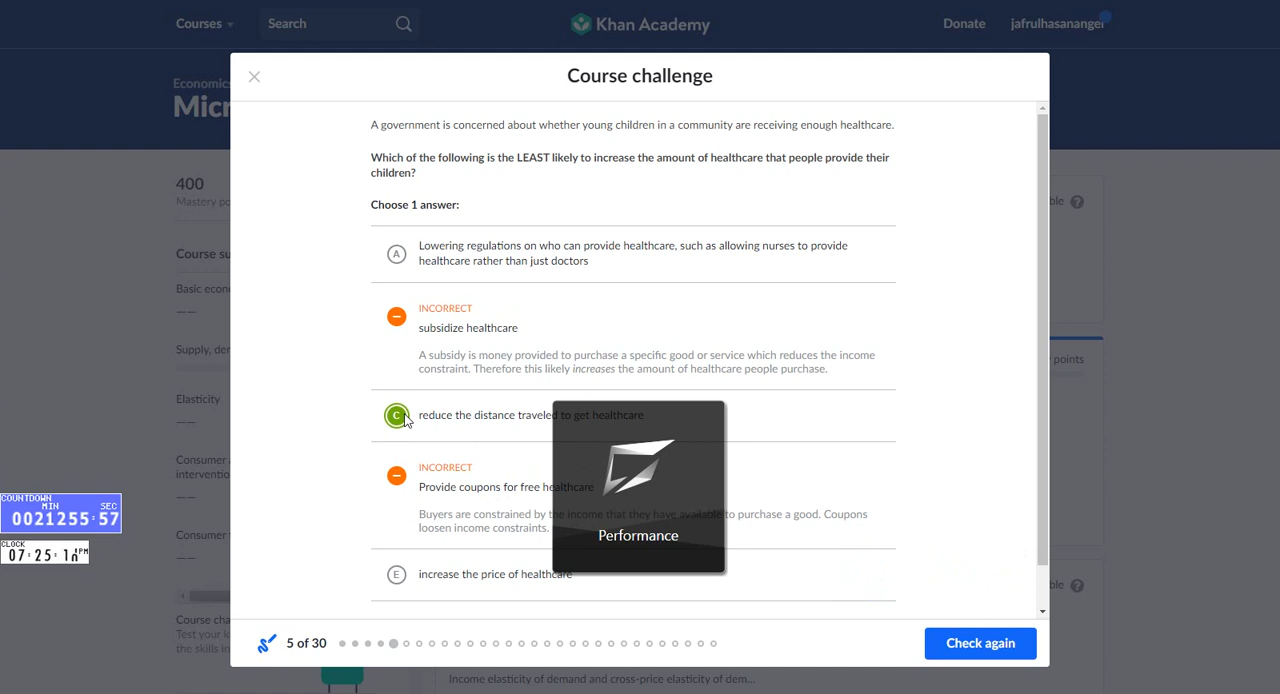 Courses
Search
Khan Academy
Donate
jafrulhasanangel
Economics
Micr
Course challenge
A government is concerned about whether young children in a community are receiving enough healthcare.
Which of the following is the LEAST likely to increase the amount of healthcare that people provide their
children?
Choose 1 answer:
A
Lowering regulations on who can provide healthcare, such as allowing nurses to provide
healthcare rather than just doctors
INCORRECT
subsidize healthcare
A subsidy is money provided to purchase a specific good or service which reduces the income
constraint. Therefore this likely increases the amount of healthcare people purchase.
C
reduce the distance traveled to get healthcare
INCORRECT
Provide coupons for free healthcare
Buyers are constrained by the income that they have available to purchase a good. Coupons
loosen income constraints.
E
increase the price of healthcare
Performance
5 of 30
Check again
400
Mastery po
Course su
Basic econ
Supply, de
Elasticity
Consumer
interventio
Consumer
Course cha
Test your k
the skills in
ble
?
points
ble
?
Income elasticity of demand and cross-price elasticity of dem...
COUNTDOWN
MIN SEC
0021255:57
CLOCK